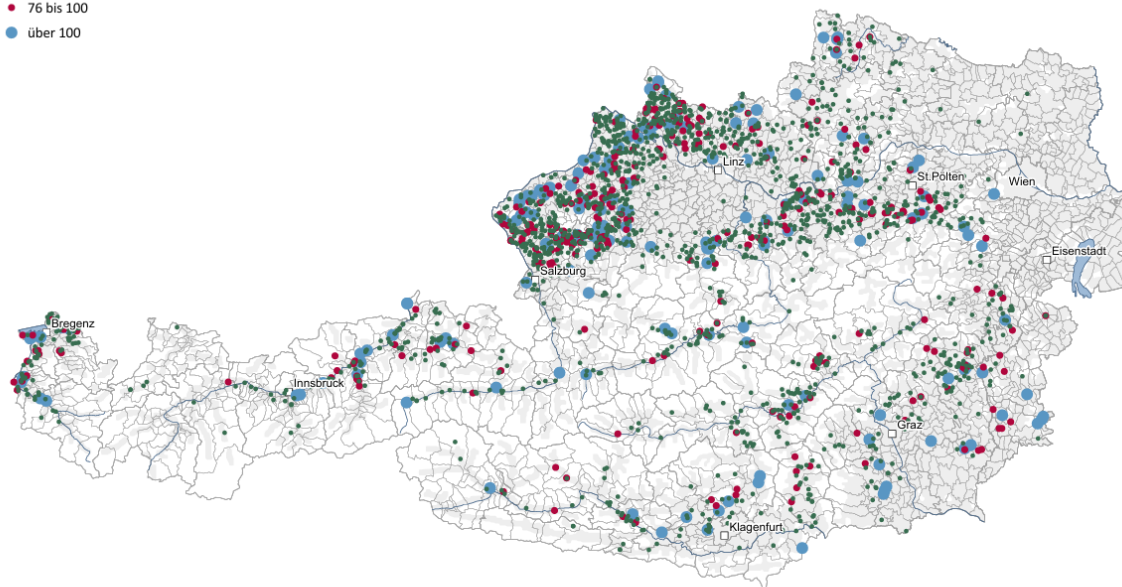 76 bis 100
über 100
Linz
St.Pölten
Wien
Eisenstadt
Salzburg
Bregenz
Innsbruck
Graz
Klagenfurt